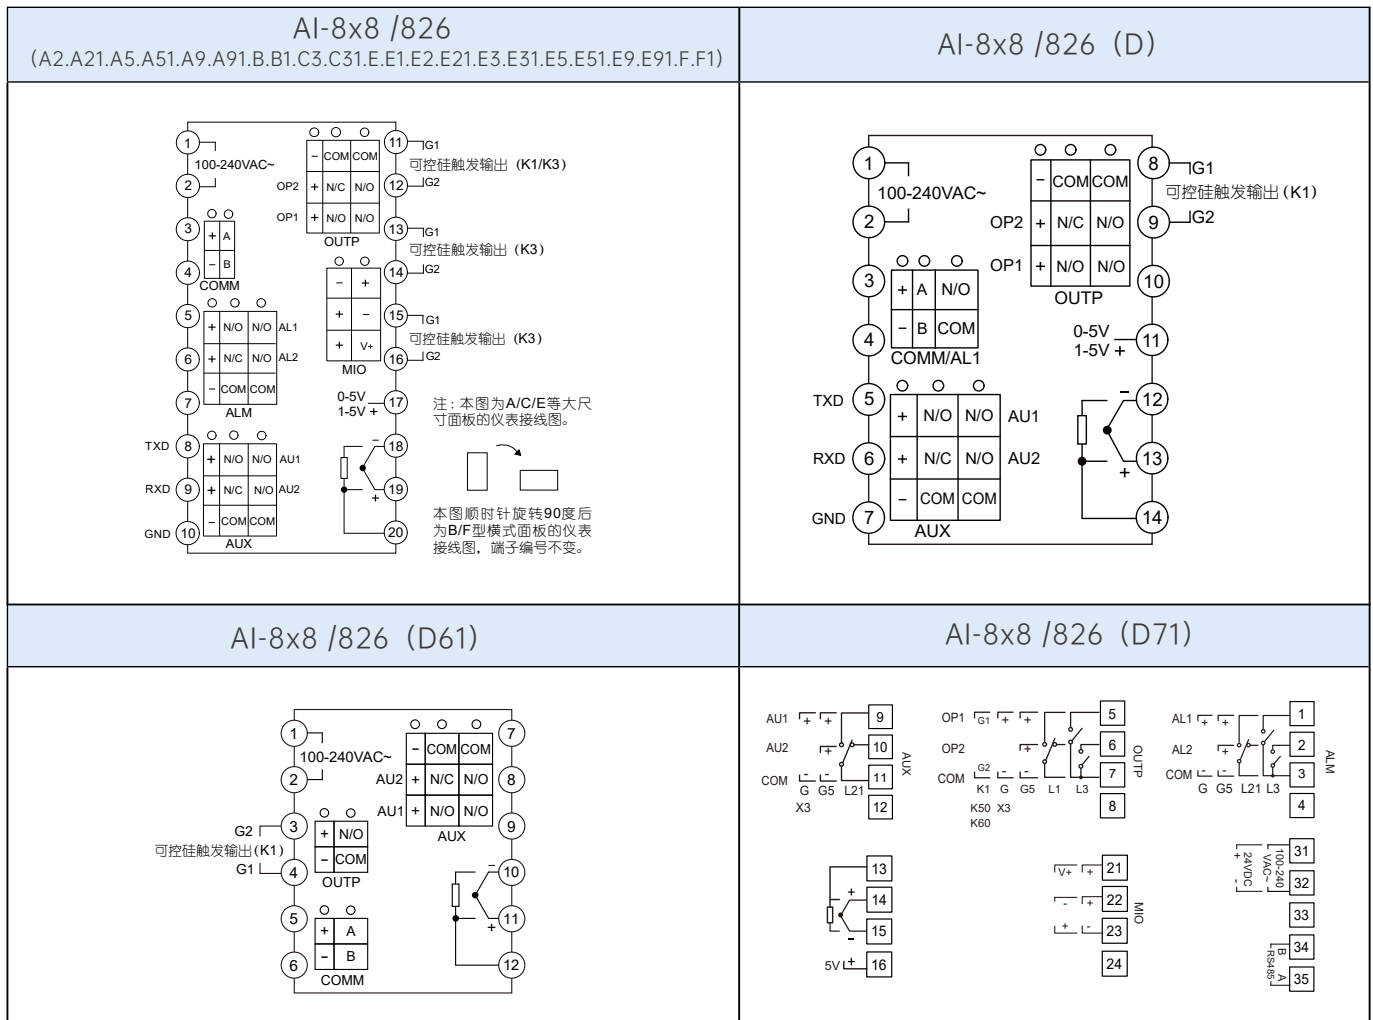 AI-8x8 /826
(A2.A21.A5.A51.A9.A91.B.B1.C3.C31.E.E1.E2.E21.E3.E31.E5.E51.E9.E91.F.F1)
1
100-240VAC~
2
3
+ A
4
- B
COMM
5
+ N/O N/O AL1
6
+ N/C N/O AL2
7
- COM COM
ALM
TXD 8
+ N/O N/O AU1
RXD 9
+ N/C N/O AU2
GND 10
- COM COM
AUX
- COM COM
OP2 + N/C N/O
OP1 + N/O N/O
OUTP
11 G1
可控硅触发输出 (K1/K3)
12 G2
13 G1
可控硅触发输出 (K3)
14 G2
- +
+ -
+ V+
MIO
15 G1
可控硅触发输出 (K3)
16 G2
0-5V
1-5V + 17
- 18
+ 19
20
注：本图为A/C/E等大尺
寸面板的仪表接线图。
本图顺时针旋转90度后
为B/F型横式面板的仪表
接线图，端子编号不变。
AI-8x8 /826 (D)
1
100-240VAC~
2
3
+ A N/O
4
- B COM
COMM/AL1
TXD 5
+ N/O N/O AU1
RXD 6
+ N/C N/O AU2
GND 7
- COM COM
AUX
- COM COM
OP2 + N/C N/O
OP1 + N/O N/O
OUTP
8 G1
可控硅触发输出 (K1)
9 G2
10
0-5V
1-5V + 11
- 12
+ 13
14
AI-8x8 /826 (D61)
1
100-240VAC~
2
G2 3
可控硅触发输出 (K1)
G1 4
+ N/O
- COM
OUTP
5
+ A
6
- B
COMM
- COM COM
AU2 + N/C N/O
AU1 + N/O N/O
AUX
7
8
9
- 10
+ 11
12
AI-8x8 /826 (D71)
AU1 + + 9
AU2 + 10
COM - - 11
G G5 L21
X3 12
AUX
OP1 G1 + + 5
OP2 + 6
COM G2 - - 7
K1 G G5 L1 L3
K50 X3 8
K60
OUTP
AL1 + + 1
AL2 + 2
COM - - 3
G G5 L21 L3
4
ALM
13
+ 14
- 15
5V + 16
V+ + 21
- + 22
+ - 23
24
MIO
31
+ 24VDC -
100-240
VAC~
32
33
34
B RS485 A
35